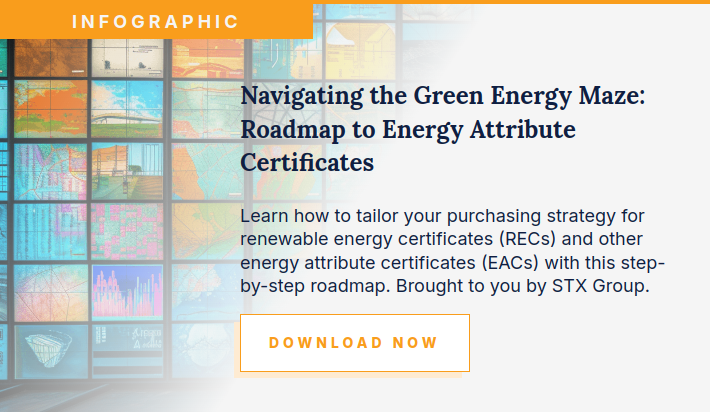 INFOGRAPHIC
Navigating the Green Energy Maze:
Roadmap to Energy Attribute
Certificates
Learn how to tailor your purchasing strategy for
renewable energy certificates (RECs) and other
energy attribute certificates (EACs) with this step-
by-step roadmap. Brought to you by STX Group.
DOWNLOAD NOW